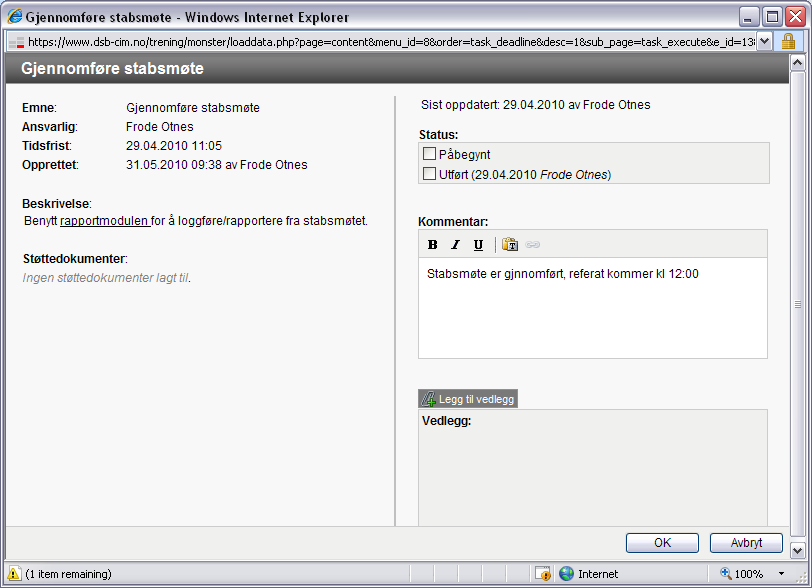 Gjennomføre stabsmøte - Windows Internet Explorer
https://www.dsb-cim.no/trening/monster/loaddata.php?page=content&menu_id=8&order=task_deadline&desc=1&sub_page=task_execute&e_id=13
Gjennomføre stabsmøte
Emne: Gjennomføre stabsmøte
Ansvarlig: Frode Otnes
Tidsfrist: 29.04.2010 11:05
Opprettet: 31.05.2010 09:38 av Frode Otnes
Beskrivelse:
Benytt rapportmodulen for å loggføre/rapportere fra stabsmøtet.
Støttedokumenter:
Ingen støttedokumenter lagt til.
Sist oppdatert: 29.04.2010 av Frode Otnes
Status:
Påbegynt
Utført (29.04.2010 Frode Otnes)
Kommentar:
B I U
Stabsmøte er gjnnomført, referat kommer kl 12:00
Legg til vedlegg
Vedlegg:
OK Avbryt
(1 item remaining) Internet 100%